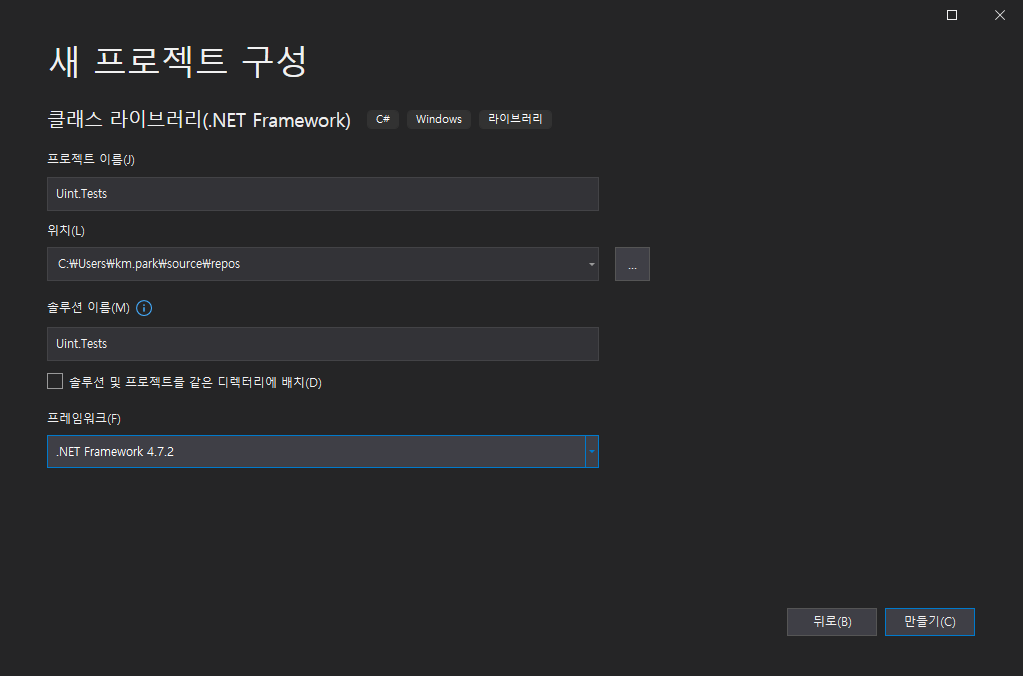 새 프로젝트 구성
클래스 라이브러리(.NET Framework) C# Windows 라이브러리
프로젝트 이름(J)
Uint.Tests
위치(L)
C:₩Users₩km.park₩source₩repos
...
솔루션 이름(M)
Uint.Tests
솔루션 및 프로젝트를 같은 디렉터리에 배치(D)
프레임워크(F)
.NET Framework 4.7.2
뒤로(B) 만들기(C)